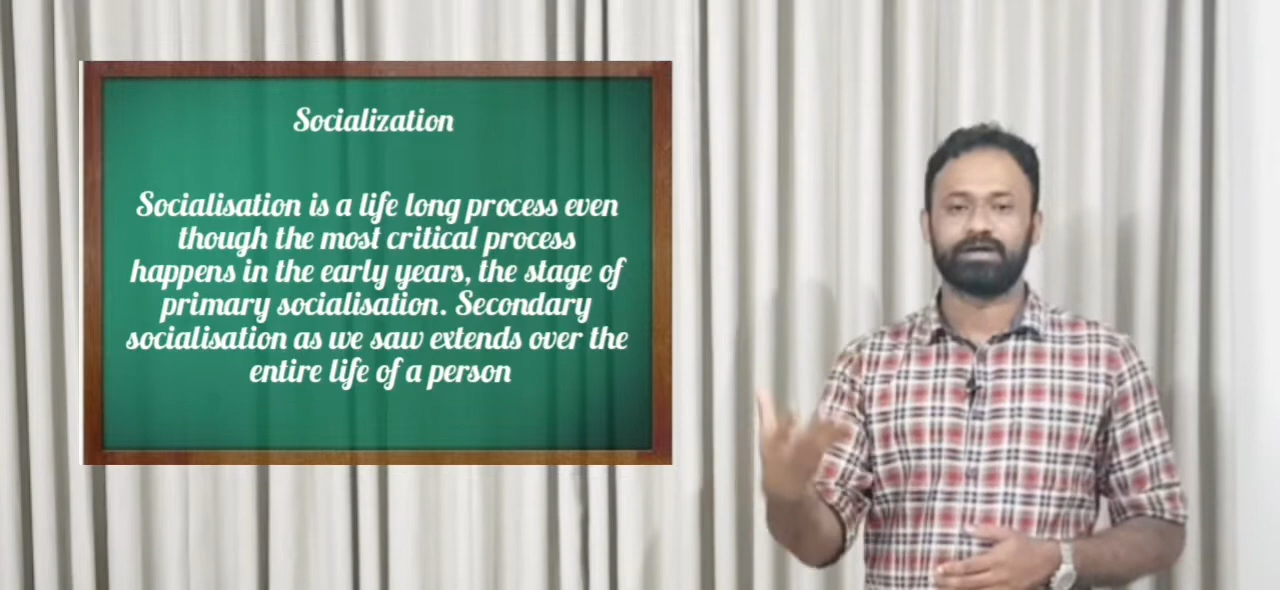 Socialization
Socialisation is a life long process even
though the most critical process
happens in the early years, the stage of
primary socialisation. Secondary
socialisation as we saw extends over the
entire life of a person